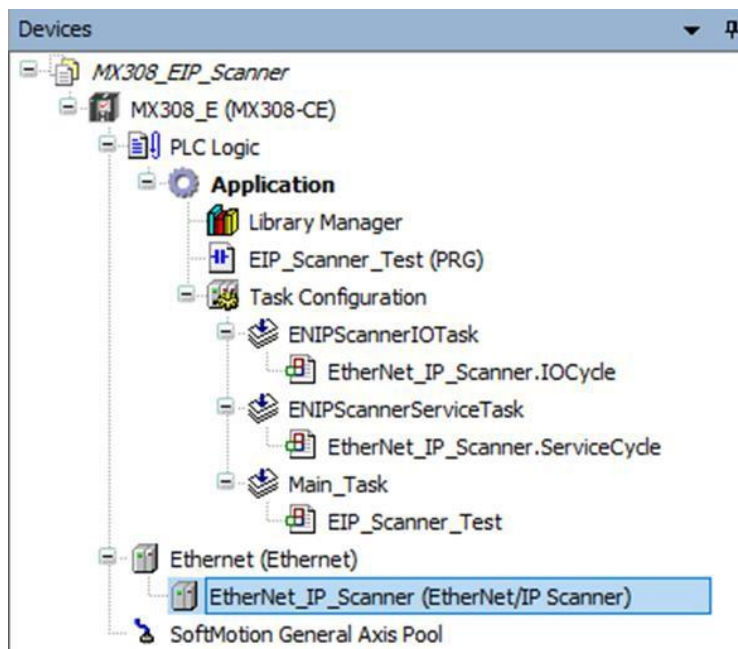 Devices
MX308_EIP_Scanner
MX308_E (MX308-CE)
PLC Logic
Application
Library Manager
EIP_Scanner_Test (PRG)
Task Configuration
ENIPScannerIOTask
EtherNet_IP_Scanner.IOCycle
ENIPScannerServiceTask
EtherNet_IP_Scanner.ServiceCycle
Main_Task
EIP_Scanner_Test
Ethernet (Ethernet)
EtherNet_IP_Scanner (EtherNet/IP Scanner)
SoftMotion General Axis Pool